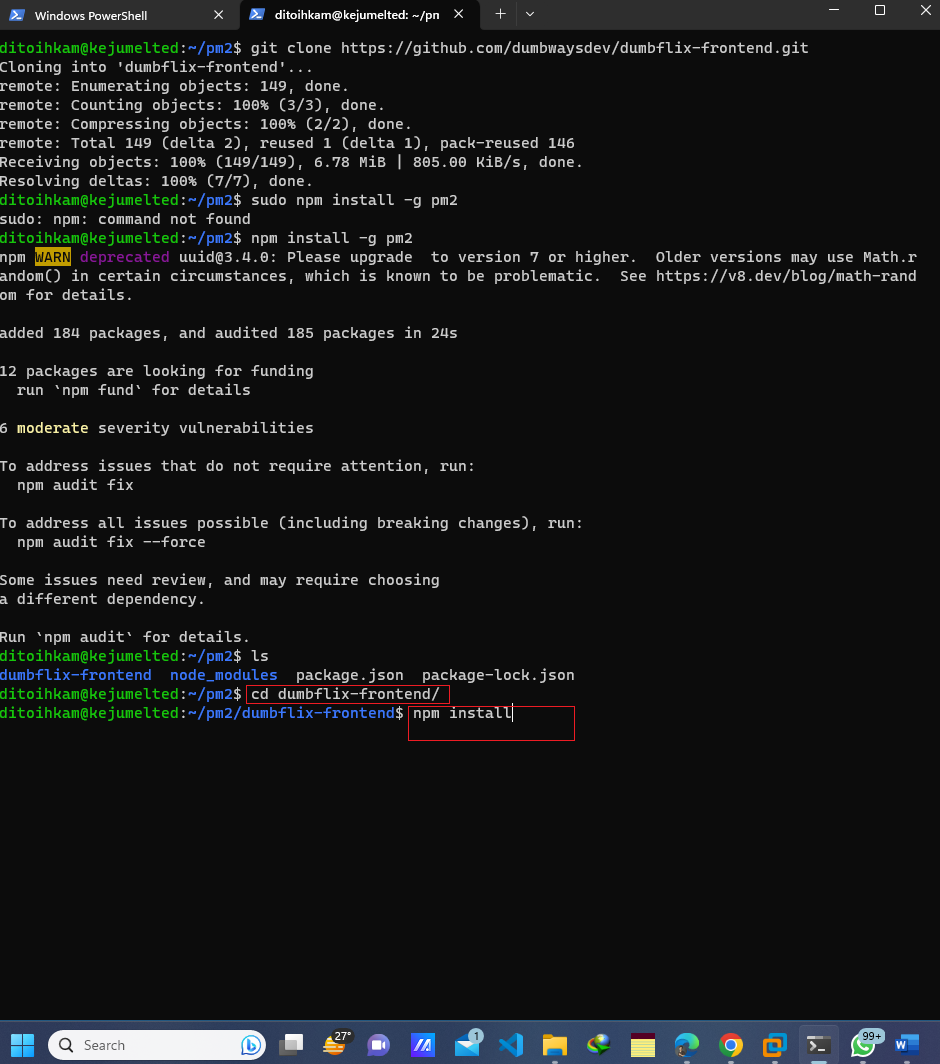 Windows PowerShell
ditoihkam@kejumelted: ~/pn
ditoihkam@kejumelted:~/pm2$ git clone https://github.com/dumbwaysdev/dumbflix-frontend.git
Cloning into 'dumbflix-frontend'...
remote: Enumerating objects: 149, done.
remote: Counting objects: 100% (3/3), done.
remote: Compressing objects: 100% (2/2), done.
remote: Total 149 (delta 2), reused 1 (delta 1), pack-reused 146
Receiving objects: 100% (149/149), 6.78 MiB | 805.00 KiB/s, done.
Resolving deltas: 100% (7/7), done.
ditoihkam@kejumelted:~/pm2$ sudo npm install -g pm2
sudo: npm: command not found
ditoihkam@kejumelted:~/pm2$ npm install -g pm2
npm WARN deprecated uuid@3.4.0: Please upgrade  to version 7 or higher.  Older versions may use Math.r
andom() in certain circumstances, which is known to be problematic.  See https://v8.dev/blog/math-rand
om for details.
added 184 packages, and audited 185 packages in 24s
12 packages are looking for funding
  run `npm fund` for details
6 moderate severity vulnerabilities
To address issues that do not require attention, run:
  npm audit fix
To address all issues possible (including breaking changes), run:
  npm audit fix --force
Some issues need review, and may require choosing
a different dependency.
Run `npm audit` for details.
ditoihkam@kejumelted:~/pm2$ ls
dumbflix-frontend  node_modules  package.json  package-lock.json
ditoihkam@kejumelted:~/pm2$ cd dumbflix-frontend/
ditoihkam@kejumelted:~/pm2/dumbflix-frontend$ npm install
Search
27°
1
99+